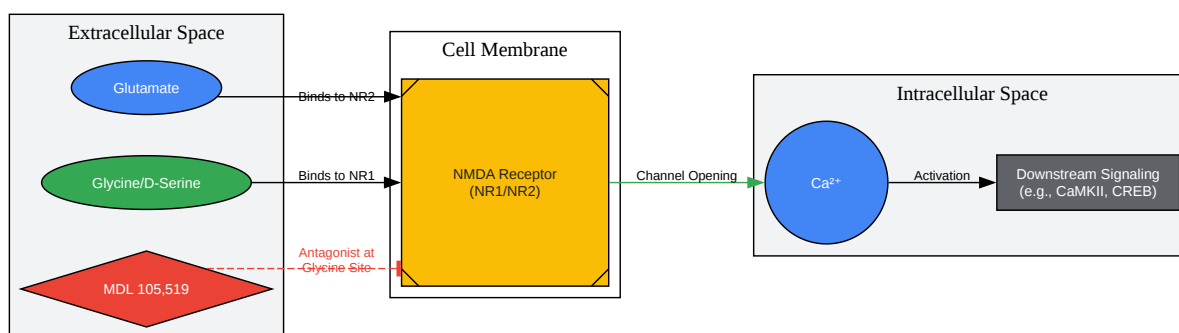 Extracellular Space
Glutamate
Glycine/D-Serine
MDL 105,519
Binds to NR2
Binds to NR1
Antagonist at
Glycine Site
Cell Membrane
NMDA Receptor
(NR1/NR2)
Channel Opening
Intracellular Space
Ca²⁺
Activation
Downstream Signaling
(e.g., CaMKII, CREB)